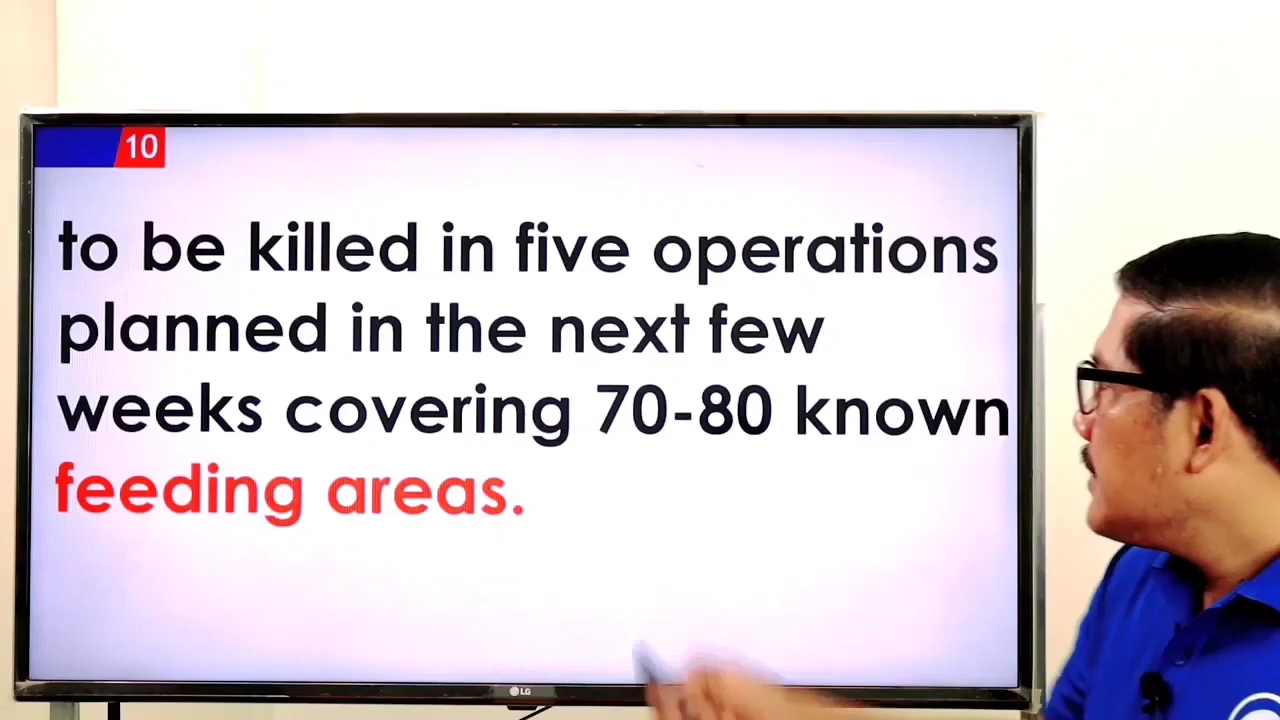 10
to be killed in five operations
planned in the next few
weeks covering 70-80 known
feeding areas.
LG